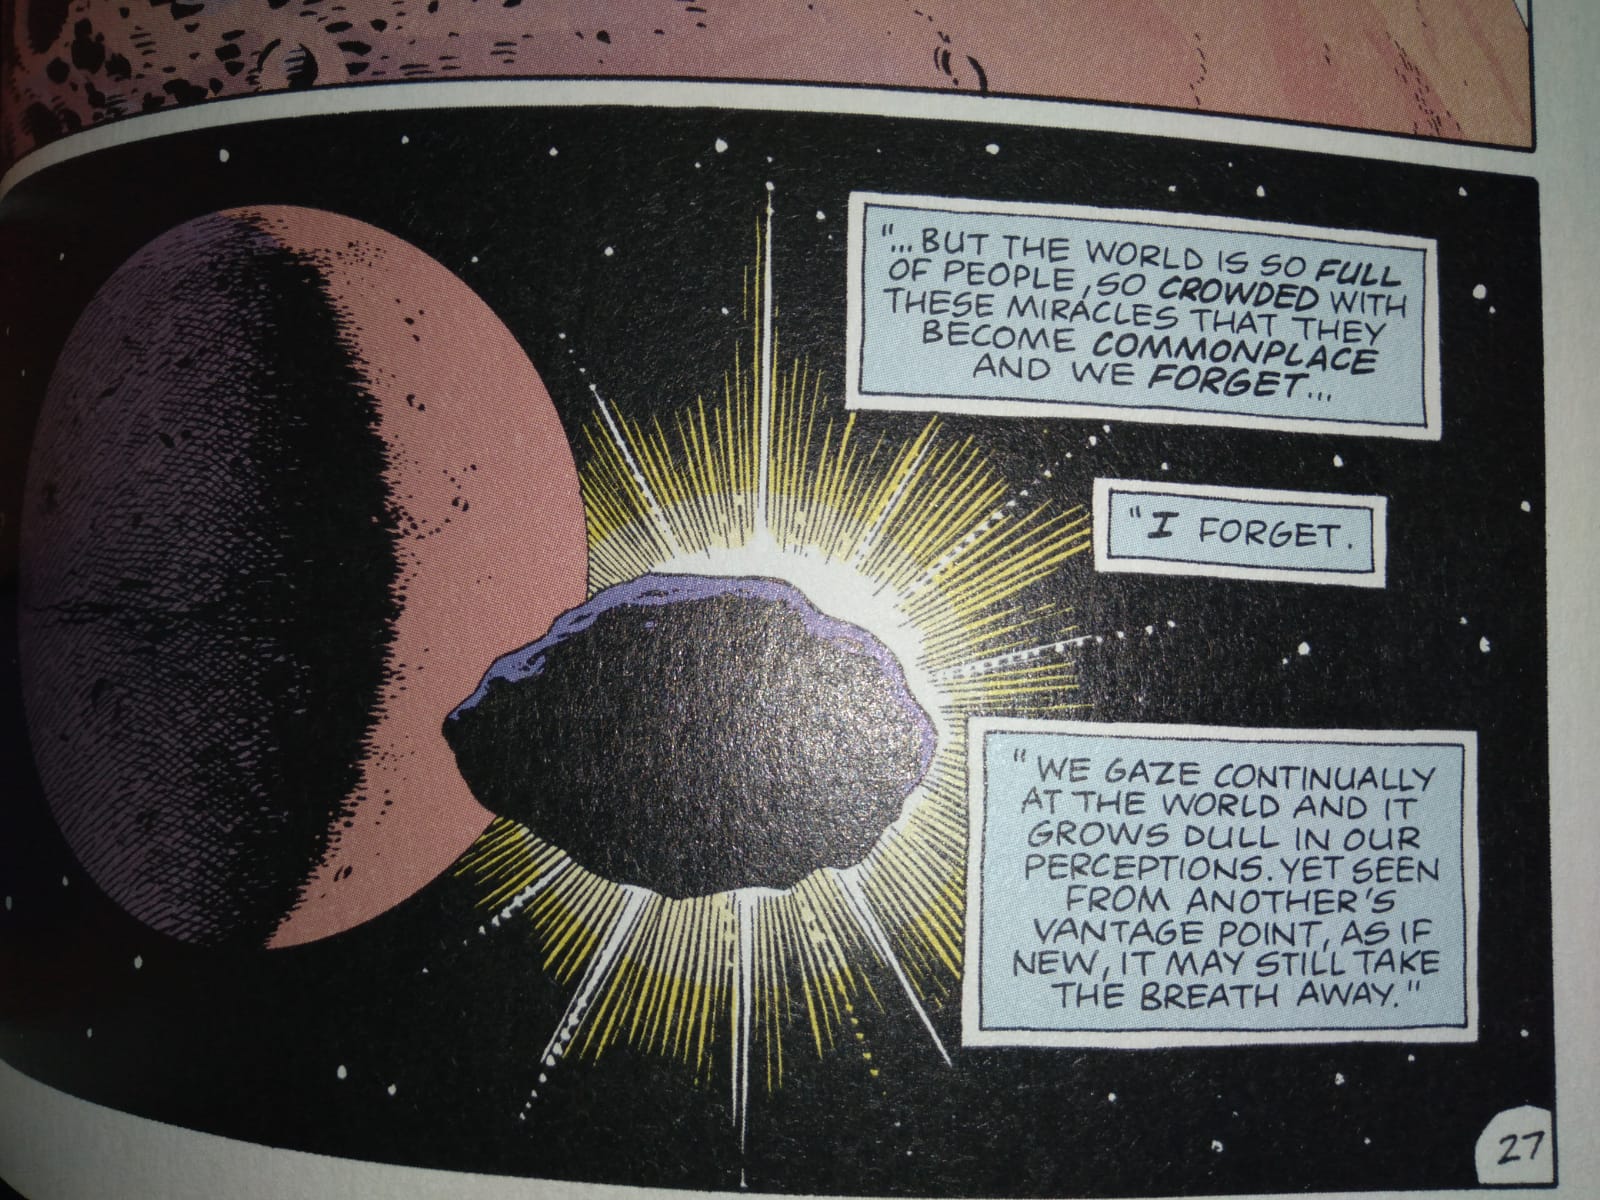 "...BUT THE WORLD IS SO FULL
OF PEOPLE, SO CROWDED WITH
THESE MIRACLES THAT THEY
BECOME COMMONPLACE
AND WE FORGET...
"I FORGET.
"WE GAZE CONTINUALLY
AT THE WORLD AND IT
GROWS DULL IN OUR
PERCEPTIONS. YET SEEN
FROM ANOTHER'S
VANTAGE POINT, AS IF
NEW, IT MAY STILL TAKE
THE BREATH AWAY."
27